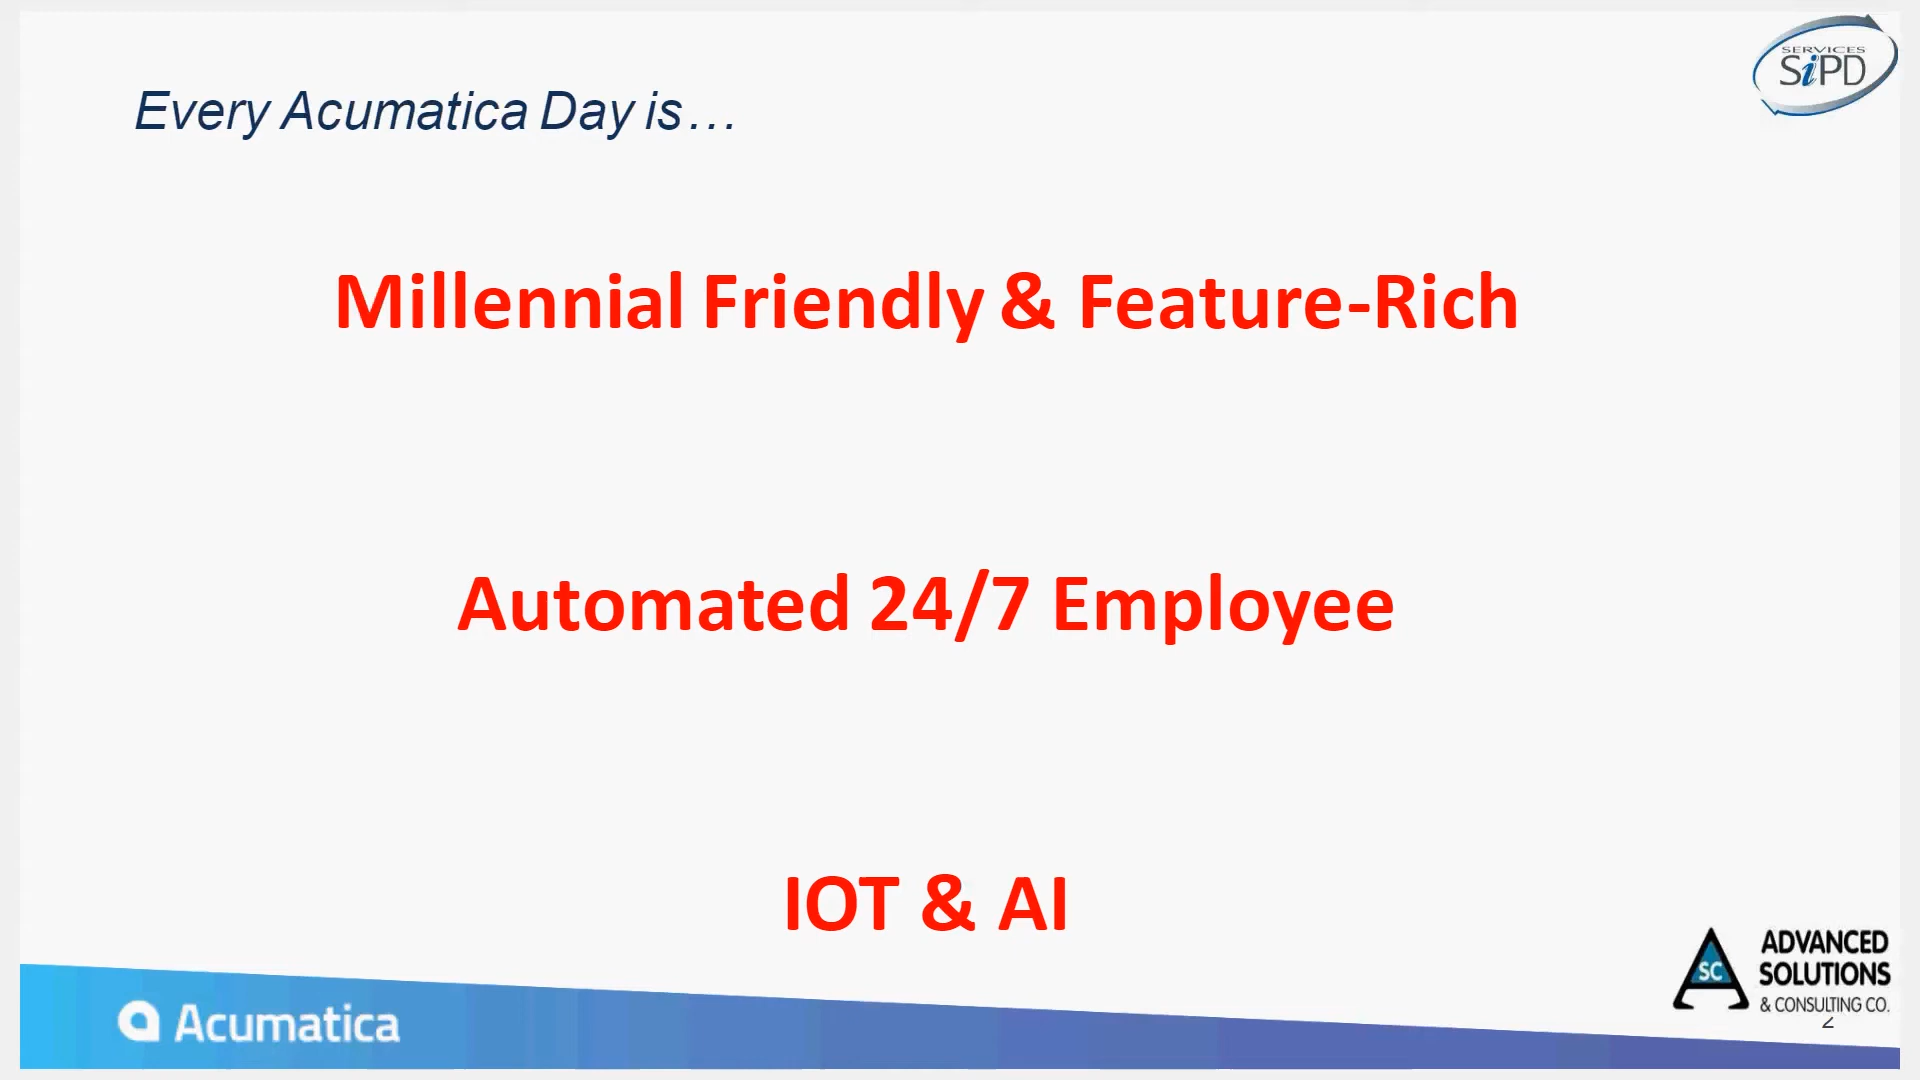 SERVICES
SiPD
Every Acumatica Day is…
Millennial Friendly & Feature-Rich
Automated 24/7 Employee
IOT & AI
SC
ADVANCED
SOLUTIONS
& CONSULTING CO.
2
Acumatica